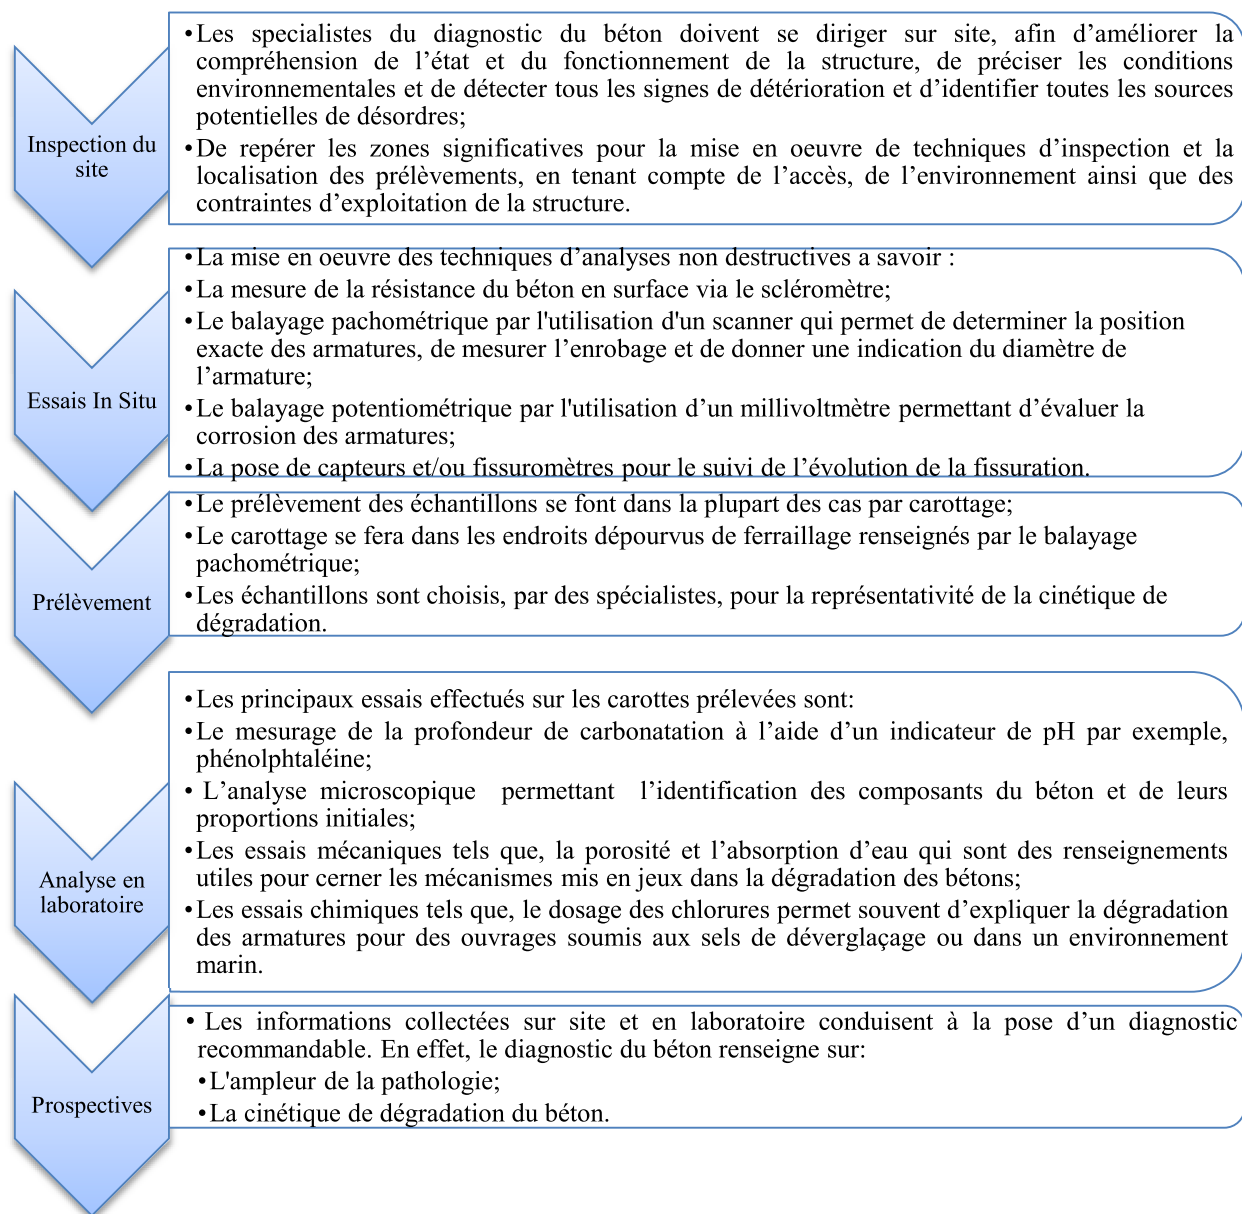 Inspection du
site
•Les specialistes du diagnostic du béton doivent se diriger sur site, afin d’améliorer la
compréhension de l’état et du fonctionnement de la structure, de préciser les conditions
environnementales et de détecter tous les signes de détérioration et d’identifier toutes les sources
potentielles de désordres;
•De repérer les zones significatives pour la mise en oeuvre de techniques d’inspection et la
localisation des prélèvements, en tenant compte de l’accès, de l’environnement ainsi que des
contraintes d’exploitation de la structure.
Essais In Situ
•La mise en oeuvre des techniques d’analyses non destructives a savoir :
•La mesure de la résistance du béton en surface via le scléromètre;
•Le balayage pachométrique par l'utilisation d'un scanner qui permet de determiner la position
exacte des armatures, de mesurer l’enrobage et de donner une indication du diamètre de
l’armature;
•Le balayage potentiométrique par l'utilisation d’un millivoltmètre permettant d’évaluer la
corrosion des armatures;
•La pose de capteurs et/ou fissuromètres pour le suivi de l’évolution de la fissuration.
Prélèvement
•Le prélèvement des échantillons se font dans la plupart des cas par carottage;
•Le carottage se fera dans les endroits dépourvus de ferraillage renseignés par le balayage
pachométrique;
•Les échantillons sont choisis, par des spécialistes, pour la représentativité de la cinétique de
dégradation.
Analyse en
laboratoire
•Les principaux essais effectués sur les carottes prélevées sont:
•Le mesurage de la profondeur de carbonatation à l’aide d’un indicateur de pH par exemple,
phénolphtaléine;
• L’analyse microscopique permettant l’identification des composants du béton et de leurs
proportions initiales;
•Les essais mécaniques tels que, la porosité et l’absorption d’eau qui sont des renseignements
utiles pour cerner les mécanismes mis en jeux dans la dégradation des bétons;
•Les essais chimiques tels que, le dosage des chlorures permet souvent d’expliquer la dégradation
des armatures pour des ouvrages soumis aux sels de déverglaçage ou dans un environnement
marin.
Prospectives
• Les informations collectées sur site et en laboratoire conduisent à la pose d’un diagnostic
recommandable. En effet, le diagnostic du béton renseigne sur:
•L'ampleur de la pathologie;
•La cinétique de dégradation du béton.